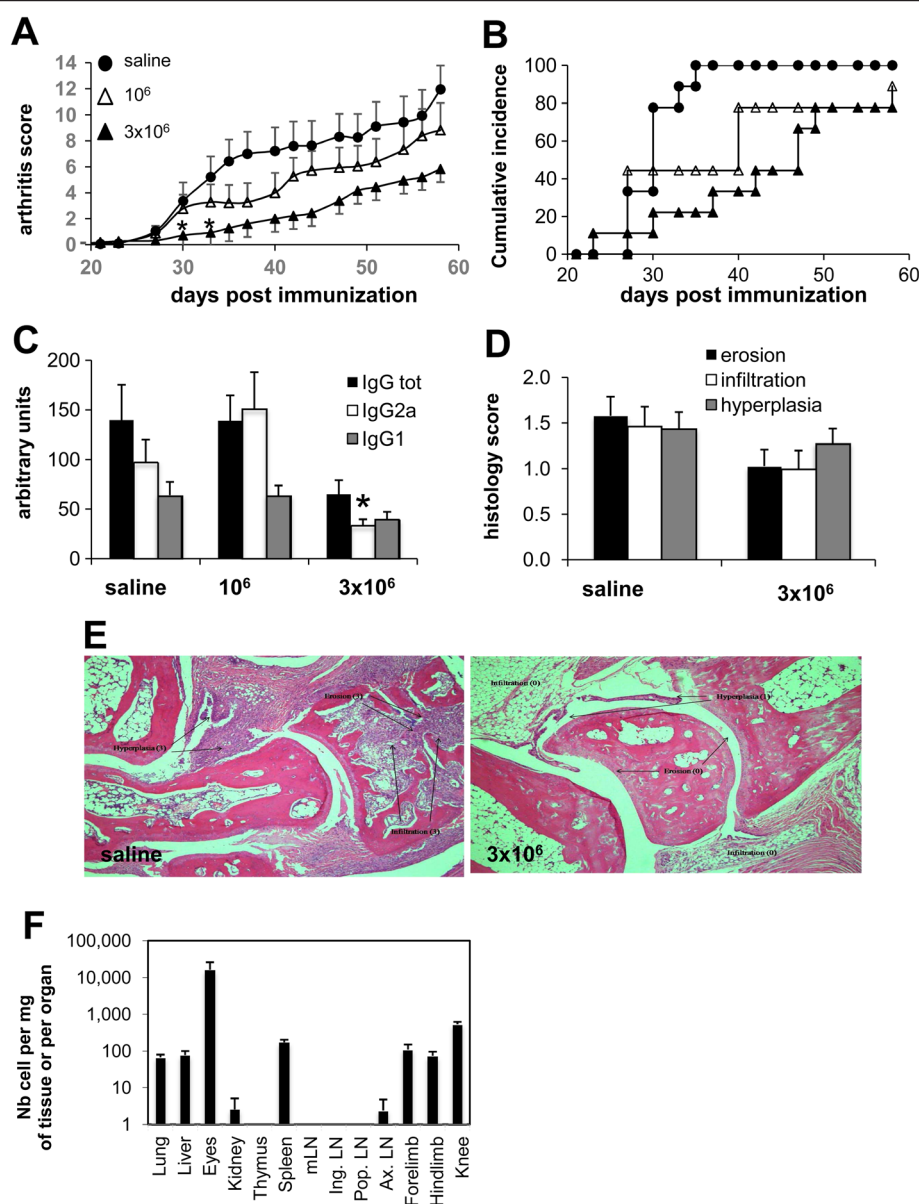 A
14
12
10
8
6
4
2
0
arthritis score
saline
10⁶
3x10⁶
* *
20 30 40 50 60
days post immunization
B
100
80
60
40
20
0
Cumulative incidence
20 30 40 50 60
days post immunization
C
200
150
100
50
0
arbitrary units
IgG tot
IgG2a
IgG1
*
saline 10⁶ 3x10⁶
D
2.0
1.5
1.0
0.5
0.0
histology score
erosion
infiltration
hyperplasia
saline 3x10⁶
E
Erosion (3)
Hyperplasia (3)
Infiltration (3)
saline
Infiltration (0)
Hyperplasia (1)
Erosion (0)
Infiltration (0)
3x10⁶
F
100,000
10,000
1,000
100
10
1
Nb cell per mg
of tissue or per organ
Lung
Liver
Eyes
Kidney
Thymus
Spleen
mLN
Ing. LN
Pop. LN
Ax. LN
Forelimb
Hindlimb
Knee